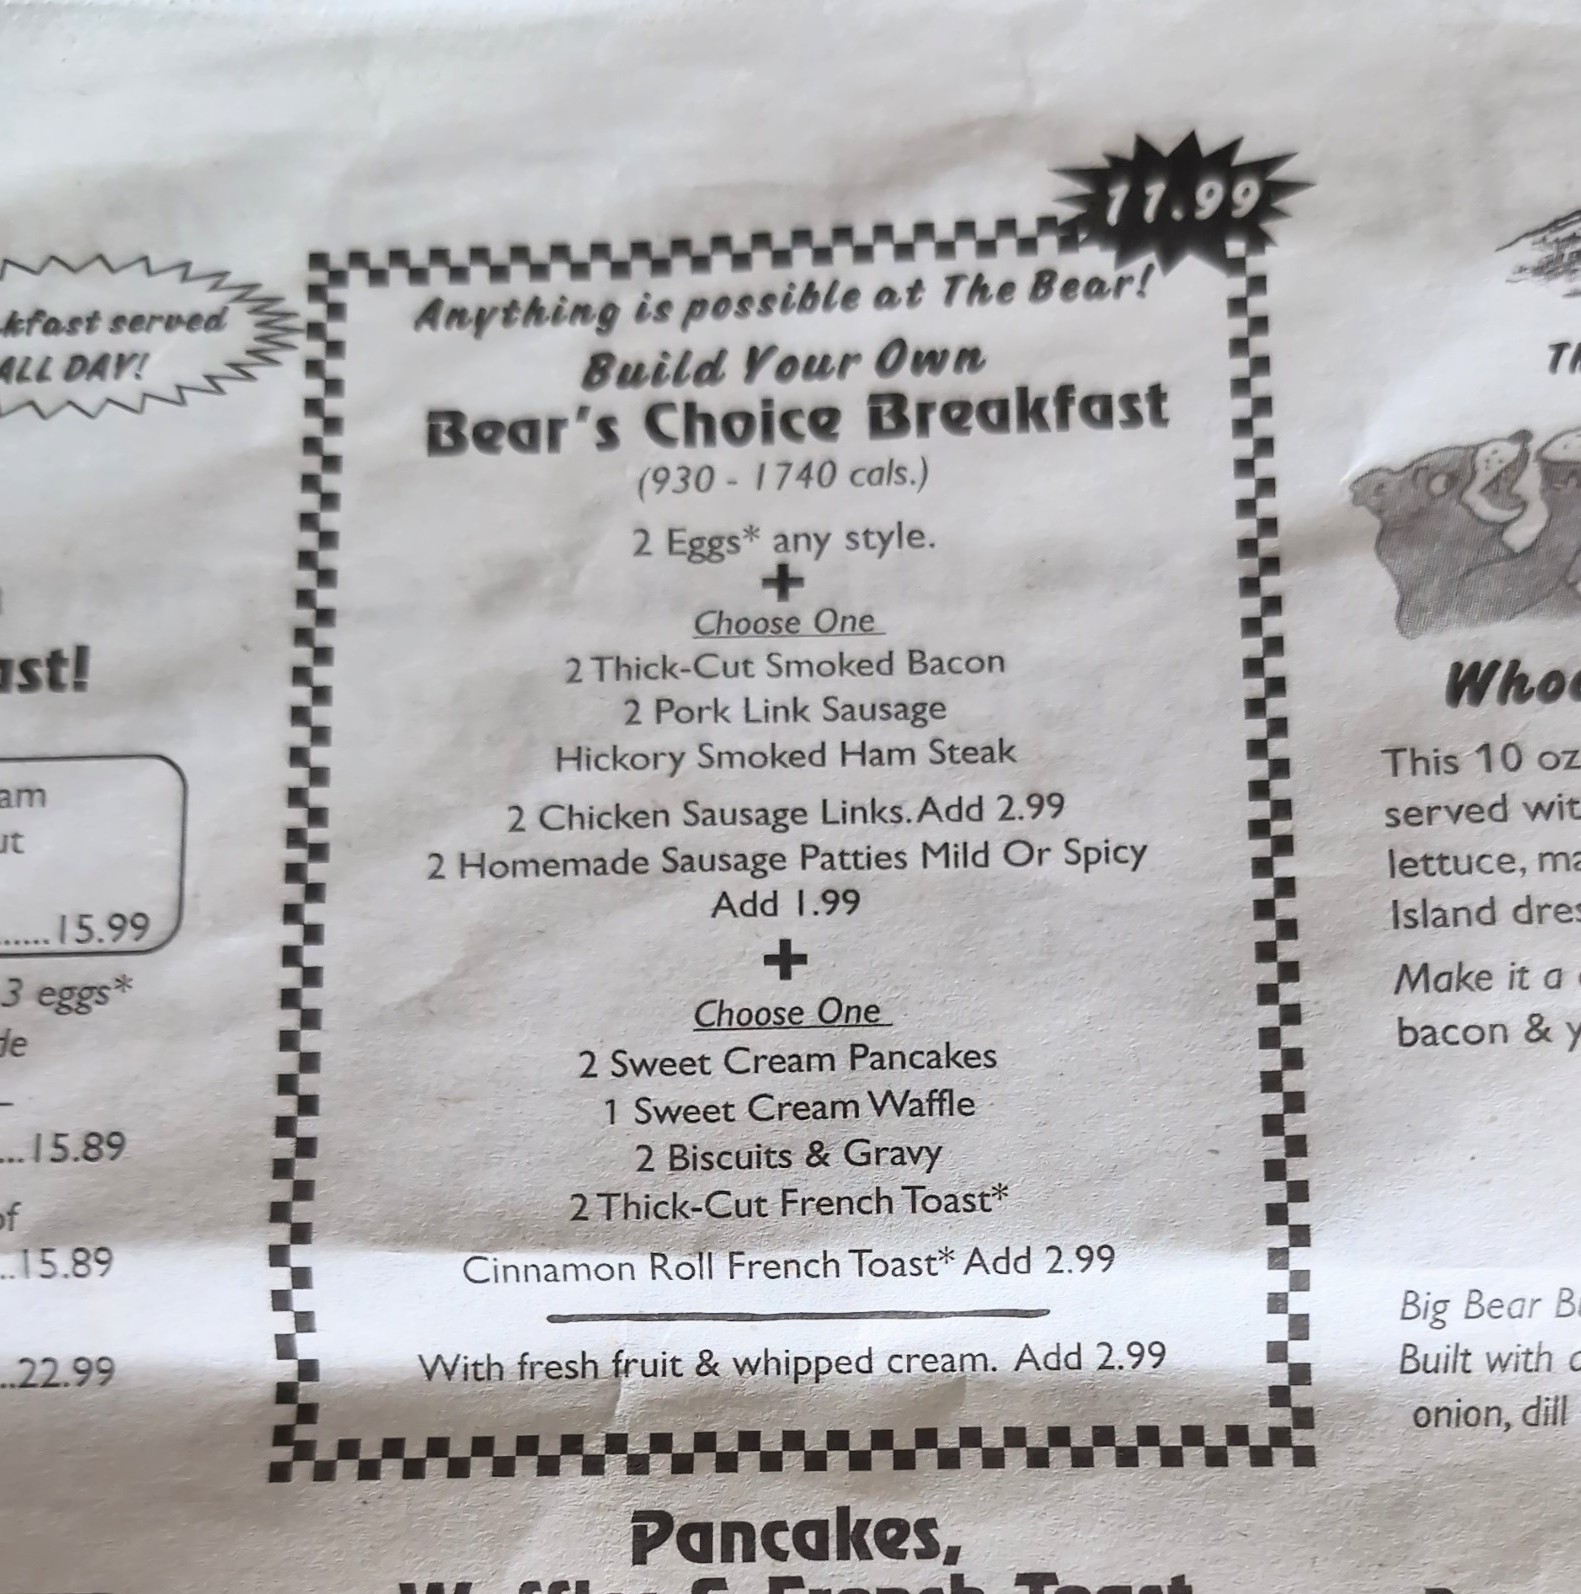 11.99
kfast served
ALL DAY!
ast!
am
ut
......15.99
3 eggs*
de
...15.89
of
..15.89
..22.99
Anything is possible at The Bear!
Build Your Own
Bear's Choice Breakfast
(930 - 1740 cals.)
2 Eggs* any style.
+
Choose One
2 Thick-Cut Smoked Bacon
2 Pork Link Sausage
Hickory Smoked Ham Steak
2 Chicken Sausage Links. Add 2.99
2 Homemade Sausage Patties Mild Or Spicy
Add 1.99
+
Choose One
2 Sweet Cream Pancakes
1 Sweet Cream Waffle
2 Biscuits & Gravy
2 Thick-Cut French Toast*
Cinnamon Roll French Toast* Add 2.99
With fresh fruit & whipped cream. Add 2.99
Pancakes,
This 10 oz
served wit
lettuce, ma
Island dres
Make it a
bacon & y
Big Bear B
Built with
onion, dill